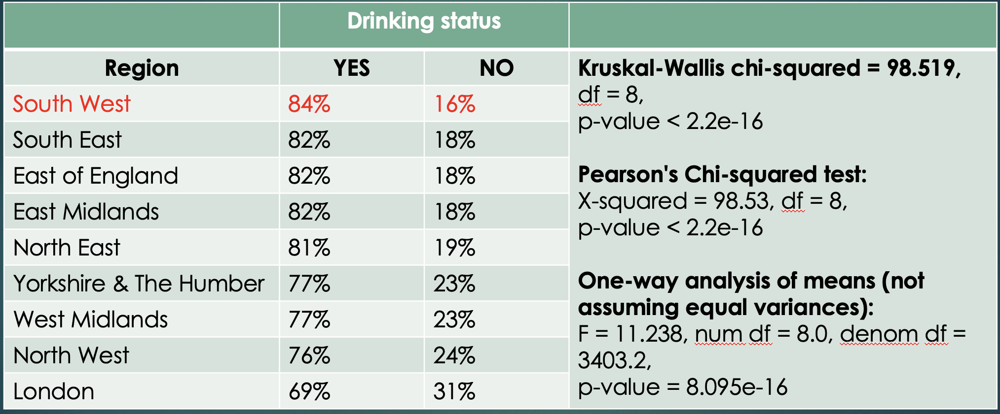 Drinking status
Region YES NO
South West 84% 16%
South East 82% 18%
East of England 82% 18%
East Midlands 82% 18%
North East 81% 19%
Yorkshire & The Humber 77% 23%
West Midlands 77% 23%
North West 76% 24%
London 69% 31%
Kruskal-Wallis chi-squared = 98.519,
df = 8,
p-value < 2.2e-16
Pearson's Chi-squared test:
X-squared = 98.53, df = 8,
p-value < 2.2e-16
One-way analysis of means (not
assuming equal variances):
F = 11.238, num df = 8.0, denom df =
3403.2,
p-value = 8.095e-16